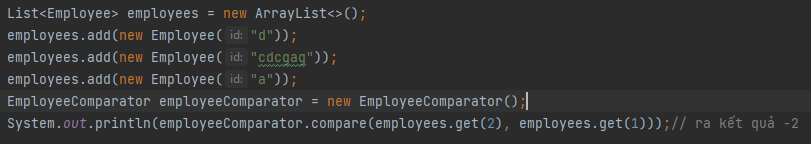 List<Employee> employees = new ArrayList<>();
employees.add(new Employee( id: "d"));
employees.add(new Employee( id: "cdcqaq"));
employees.add(new Employee( id: "a"));
EmployeeComparator employeeComparator = new EmployeeComparator();
System.out.println(employeeComparator.compare(employees.get(2), employees.get(1)));// ra kết quả -2